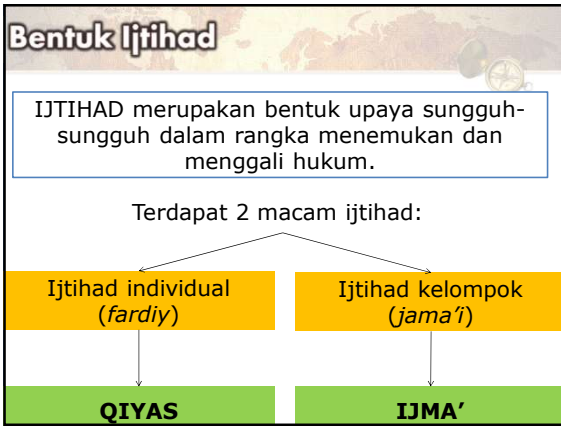 Bentuk Ijtihad
IJTIHAD merupakan bentuk upaya sungguh-
sungguh dalam rangka menemukan dan
menggali hukum.
Terdapat 2 macam ijtihad:
Ijtihad individual
(fardiy)
Ijtihad kelompok
(jama’i)
QIYAS
IJMA’